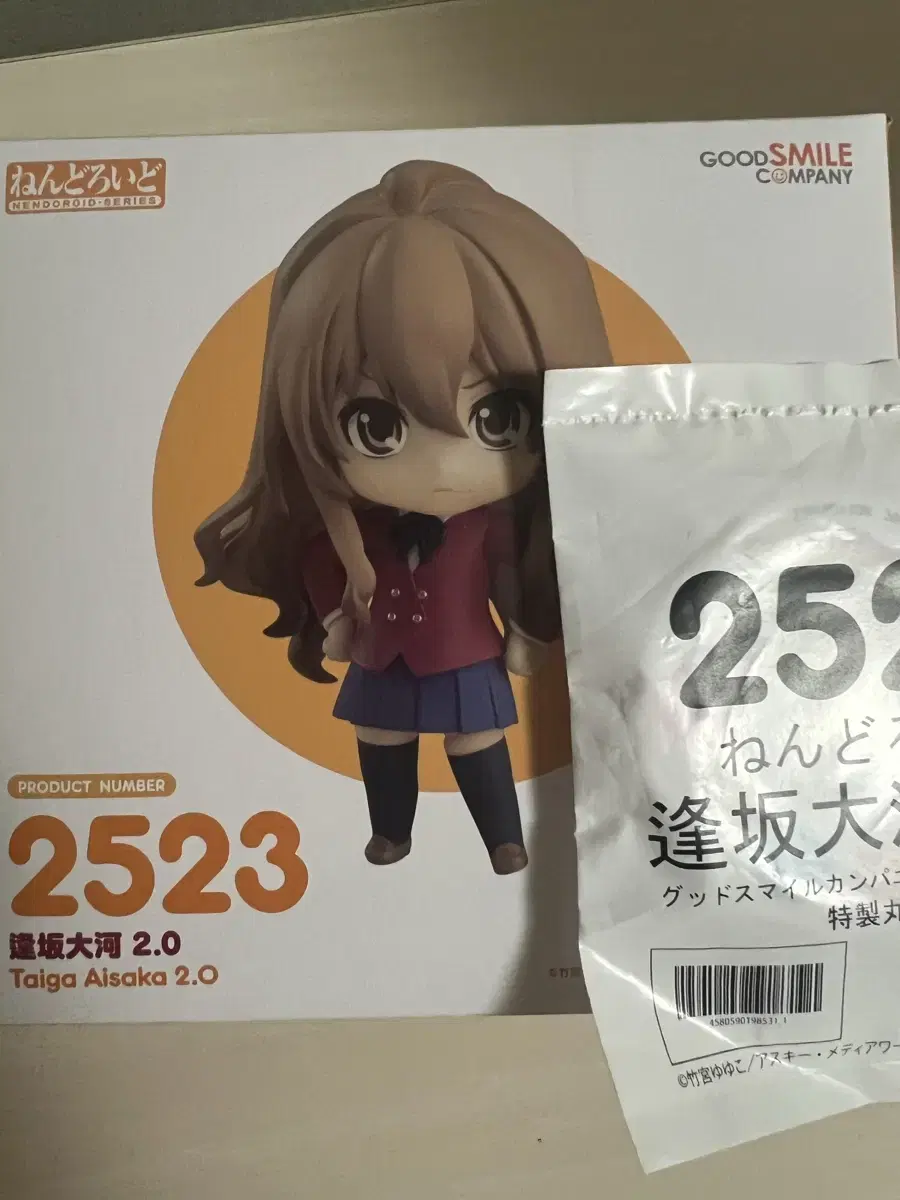 ねんどろいど
NENDOROID·SERIES
GOOD SMILE
COMPANY
PRODUCT NUMBER
2523
逢坂大河 2.0
Taiga Aisaka 2.0
252
ねんど
逢坂大
グッドスマイルカンパ
特製丸
4580590198531 1
©竹宮ゆゆこ/アスキー・メディアワー